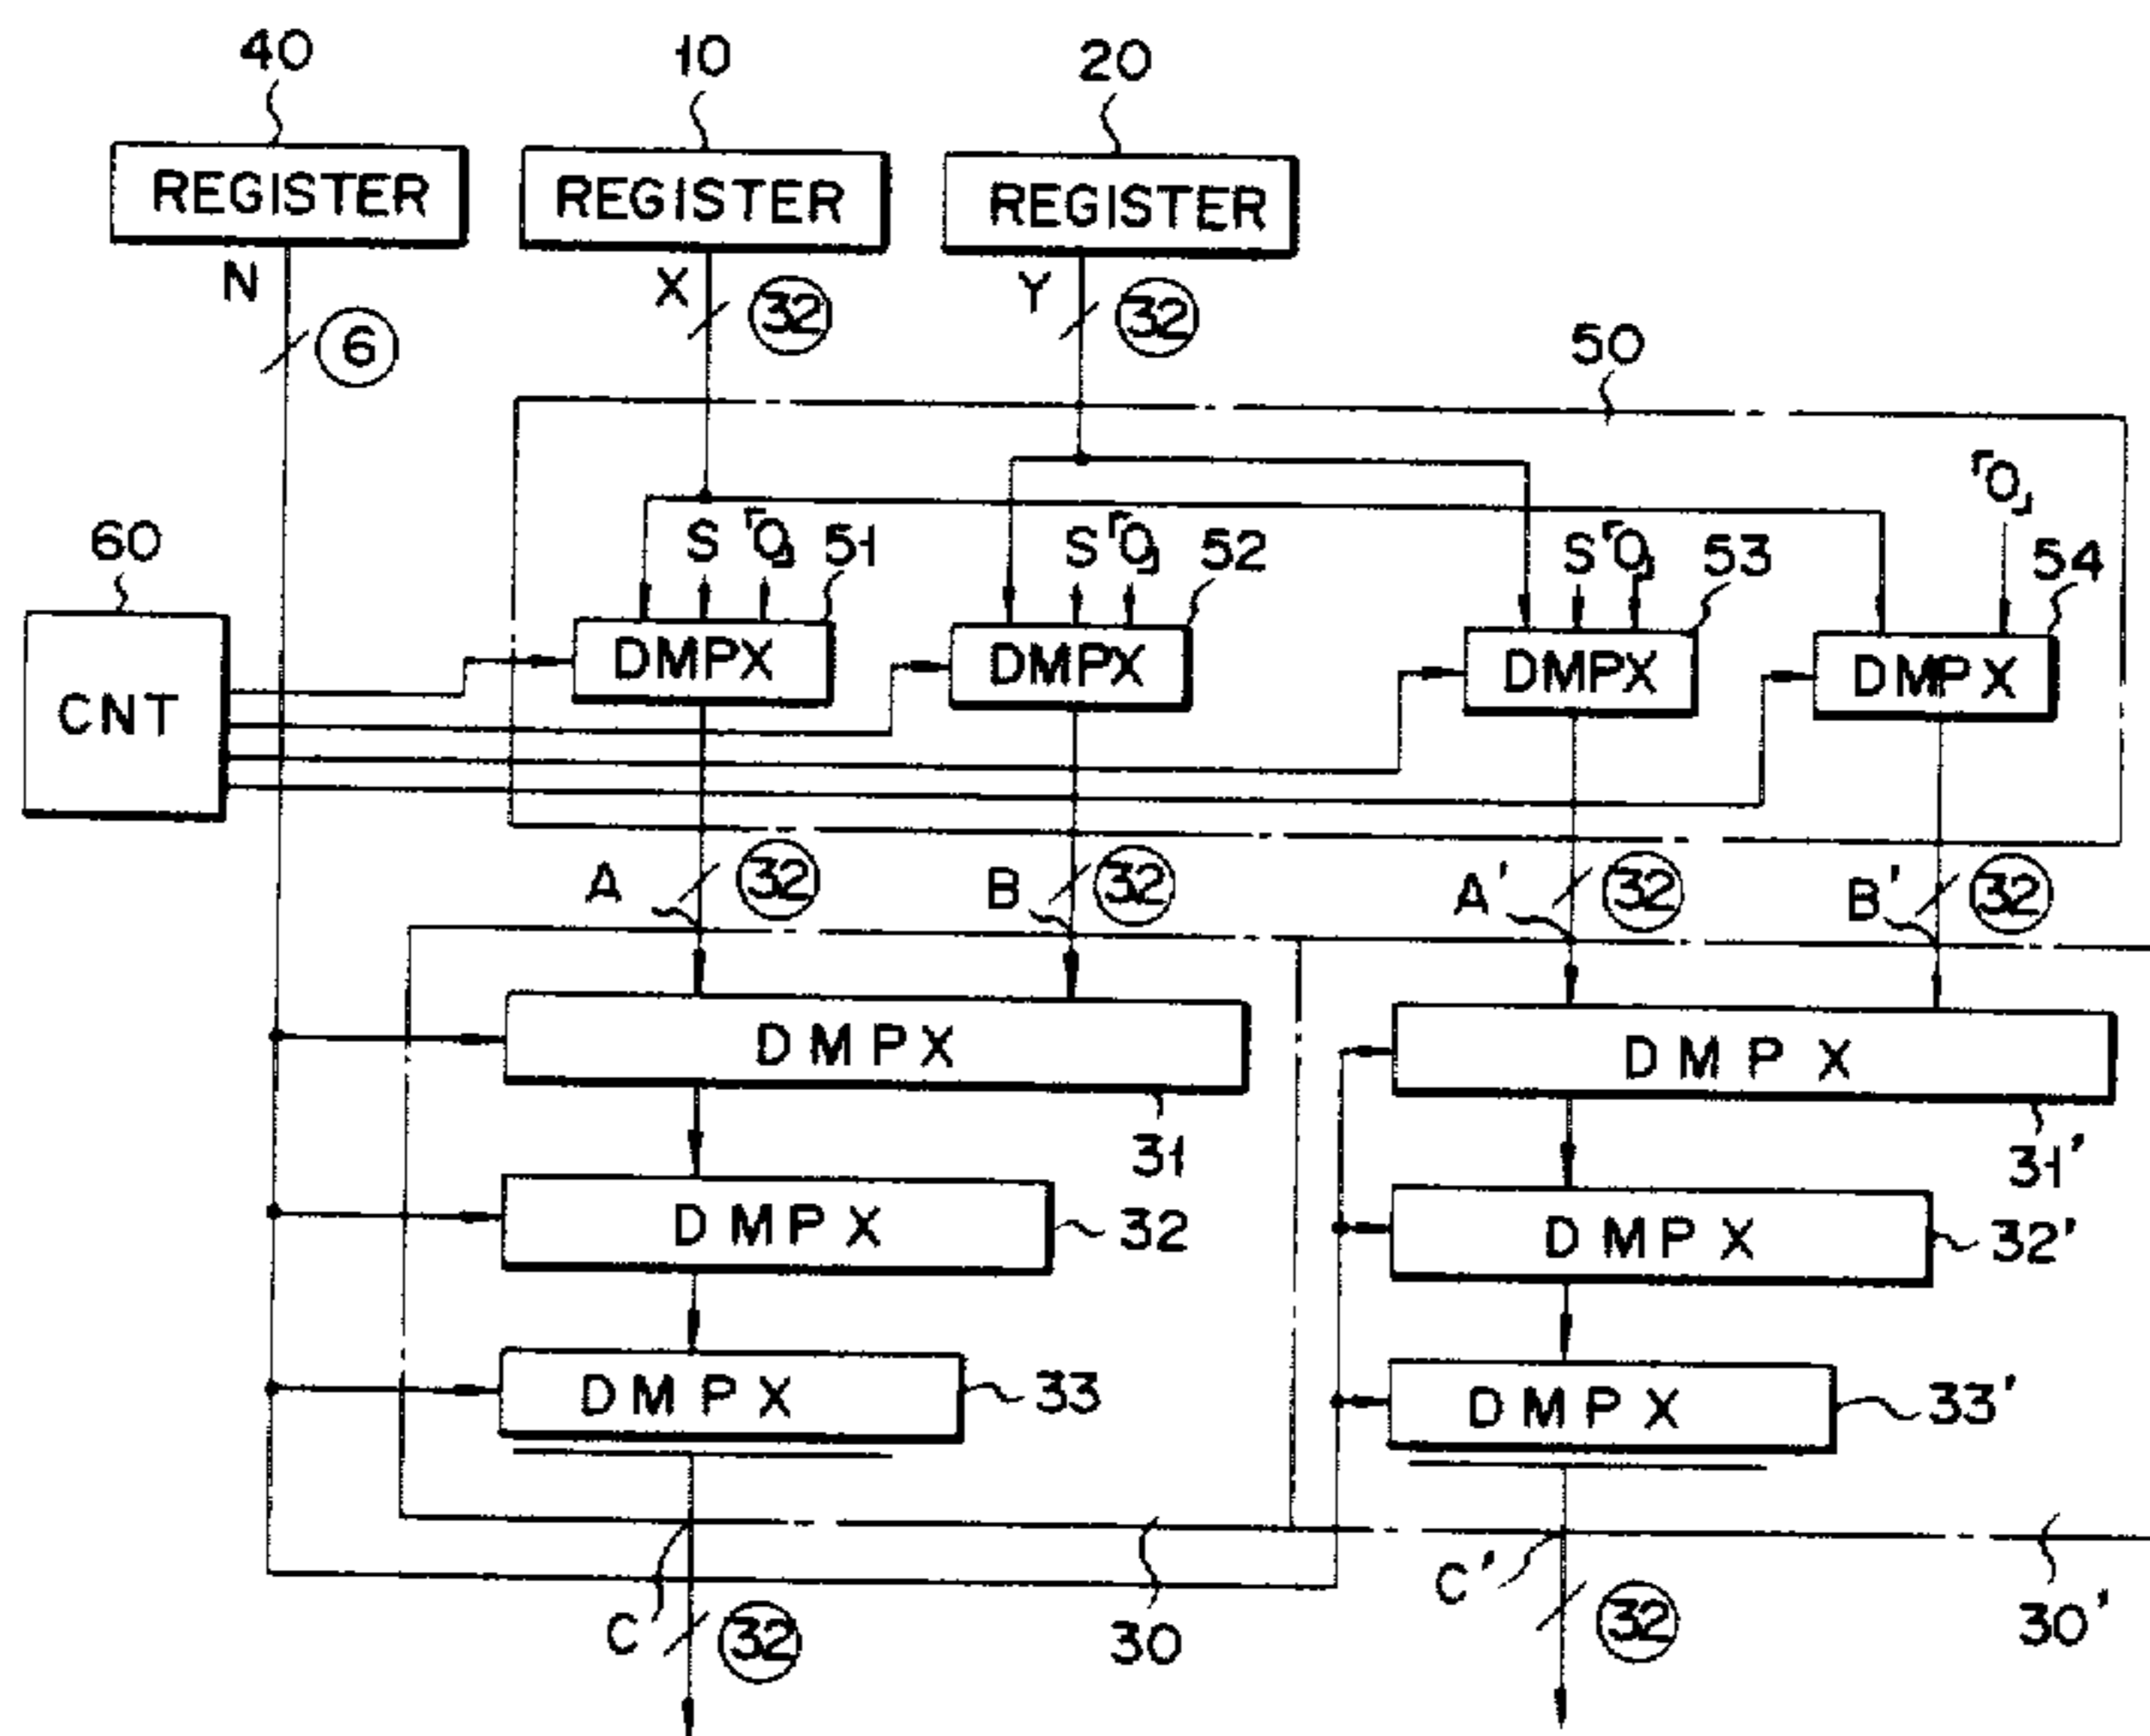 40 10 20
REGISTER REGISTER REGISTER
N X 32 Y 32
6
50
「0」
60 S「0」 51 S「0」 52 S「0」 53 54
DMPX DMPX DMPX DMPX
CNT
A 32 B 32 A' 32 B' 32
DMPX DMPX
31 31'
DMPX 32 DMPX 32'
DMPX 33 DMPX 33'
C 32 30 C' 32 30'